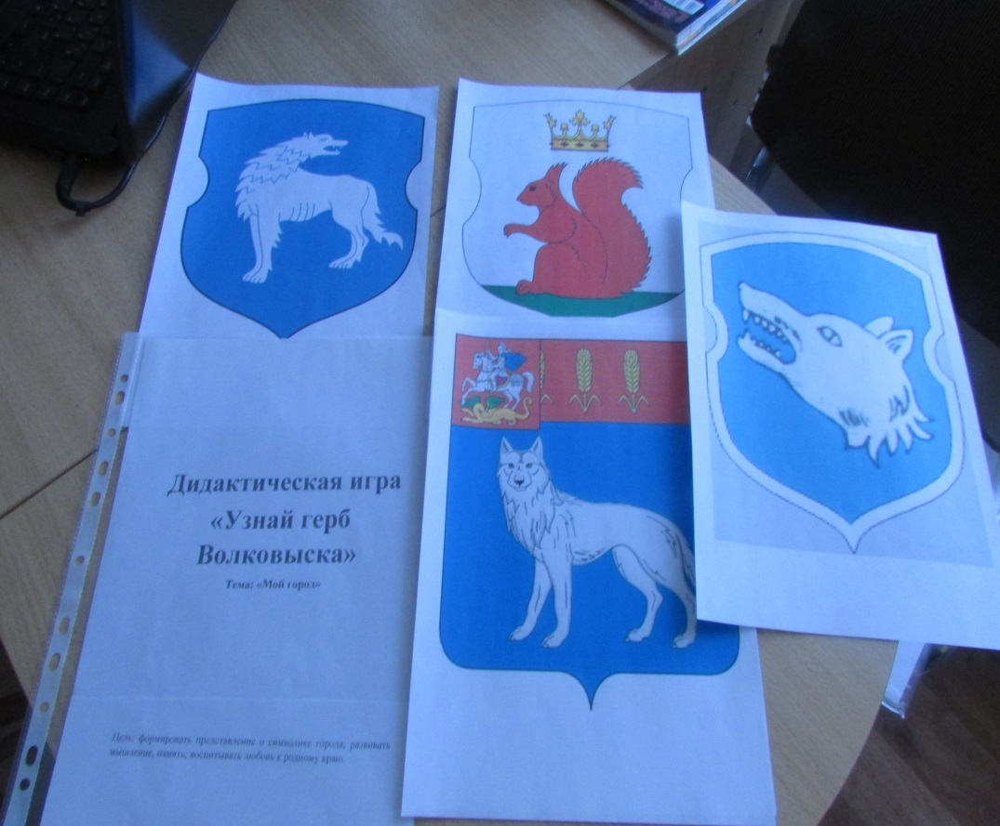 Дидактическая игра
«Узнай герб
Волковыска»
Тема: «Мой город»
Цель: формировать представление о символике города; развивать
мышление, память; воспитывать любовь к родному краю.